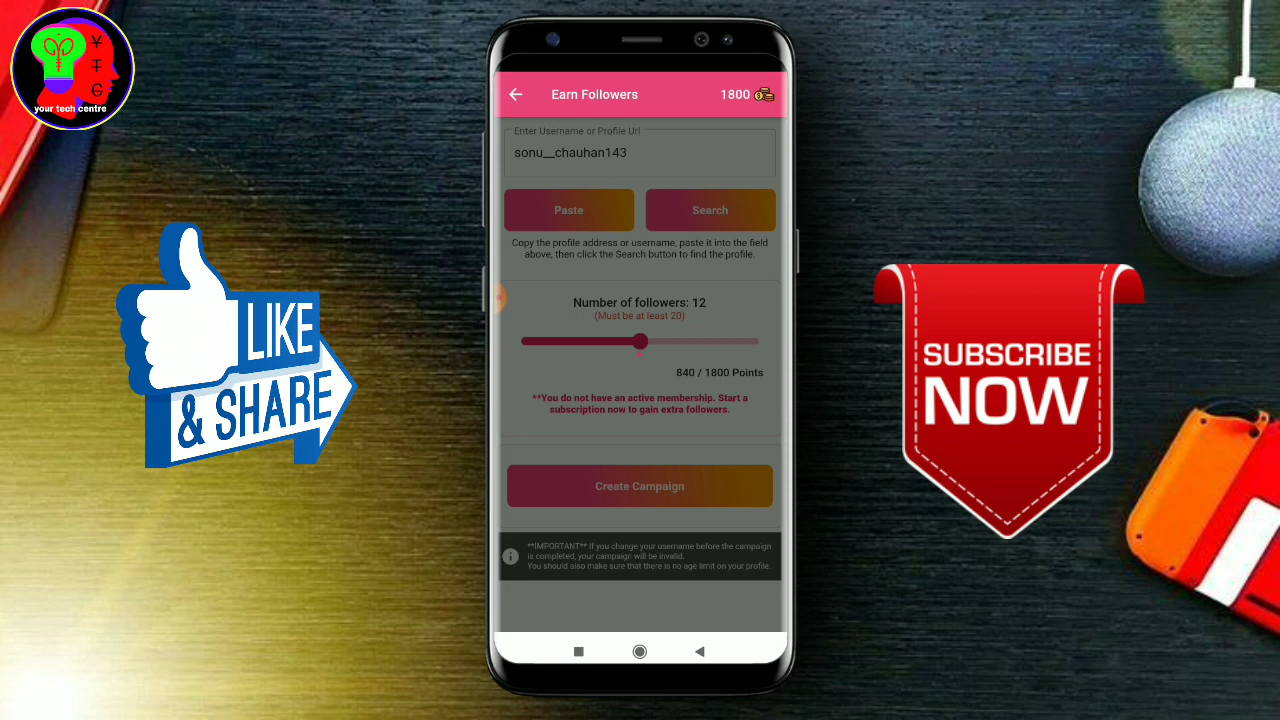 ¥
T
G
your tech centre
Earn Followers
1800
Enter Username or Profile Url
sonu__chauhan143
Paste
Search
Copy the profile address or username, paste it into the field
above, then click the Search button to find the profile.
Number of followers: 12
(Must be at least 20)
840 / 1800 Points
**You do not have an active membership. Start a
subscription now to gain extra followers.
Create Campaign
**IMPORTANT** If you change your username before the campaign
is completed, your campaign will be invalid.
You should also make sure that there is no age limit on your profile.
LIKE
& SHARE
SUBSCRIBE
NOW